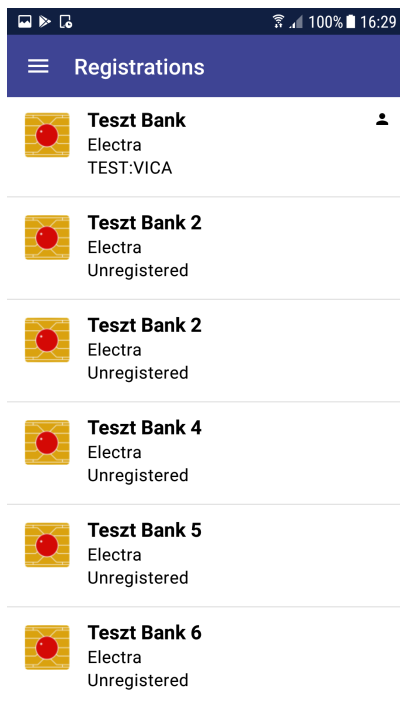 100% 16:29
Registrations
Teszt Bank
Electra
TEST:VICA
Teszt Bank 2
Electra
Unregistered
Teszt Bank 2
Electra
Unregistered
Teszt Bank 4
Electra
Unregistered
Teszt Bank 5
Electra
Unregistered
Teszt Bank 6
Electra
Unregistered